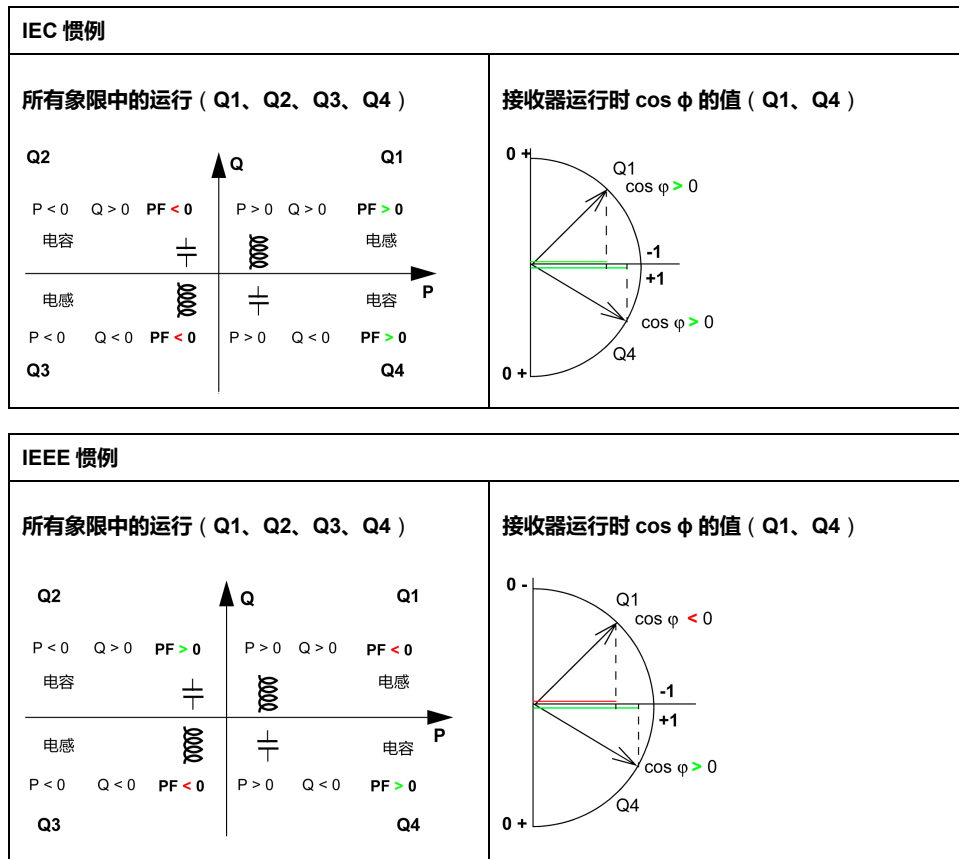 IEC 惯例
所有象限中的运行（Q1、Q2、Q3、Q4）
Q2
Q
Q1
P < 0 Q > 0 PF < 0 P > 0 Q > 0 PF > 0
电容 电感
P
电感 电容
P < 0 Q < 0 PF < 0 P > 0 Q < 0 PF > 0
Q3
Q4
接收器运行时 cos ϕ 的值（Q1、Q4）
0 +
Q1
cos φ > 0
-1
+1
cos φ > 0
Q4
0 +
IEEE 惯例
所有象限中的运行（Q1、Q2、Q3、Q4）
Q2
Q
Q1
P < 0 Q > 0 PF > 0 P > 0 Q > 0 PF < 0
电容 电感
P
电感 电容
P < 0 Q < 0 PF < 0 P > 0 Q < 0 PF > 0
Q3
Q4
接收器运行时 cos ϕ 的值（Q1、Q4）
0 -
Q1
cos φ < 0
-1
+1
cos φ > 0
Q4
0 +